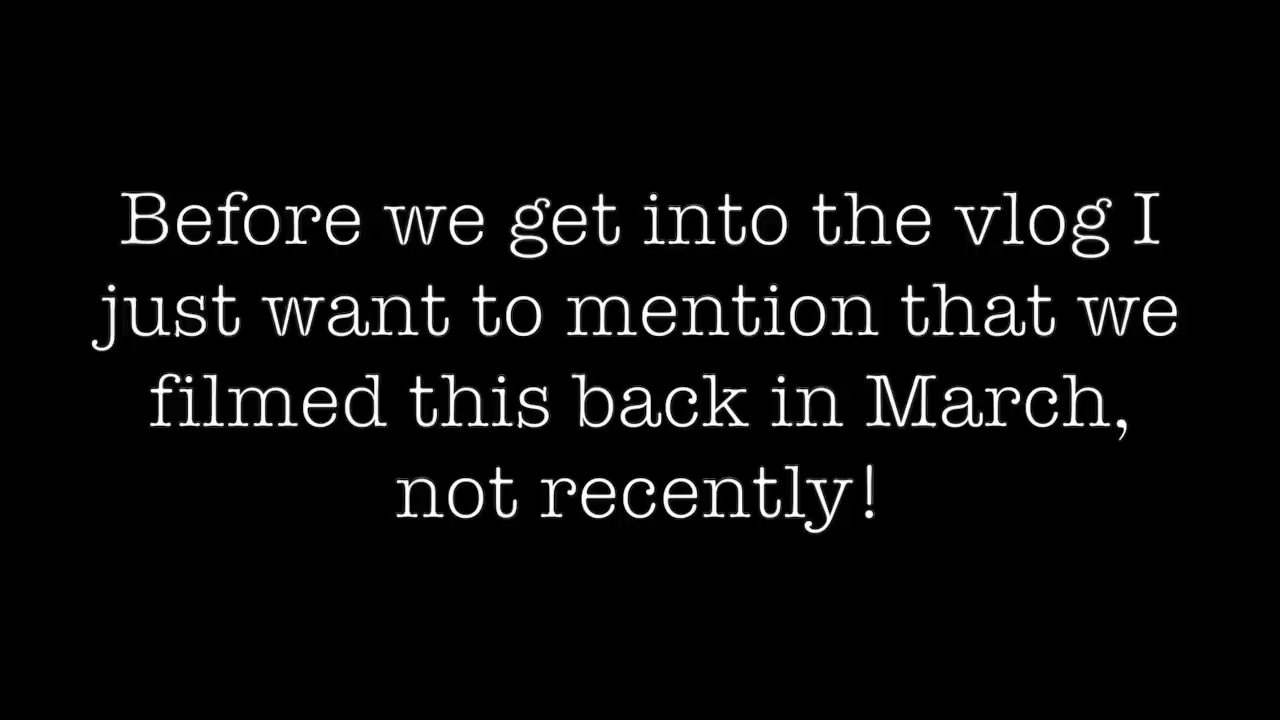 Before we get into the vlog I
just want to mention that we
filmed this back in March,
not recently!